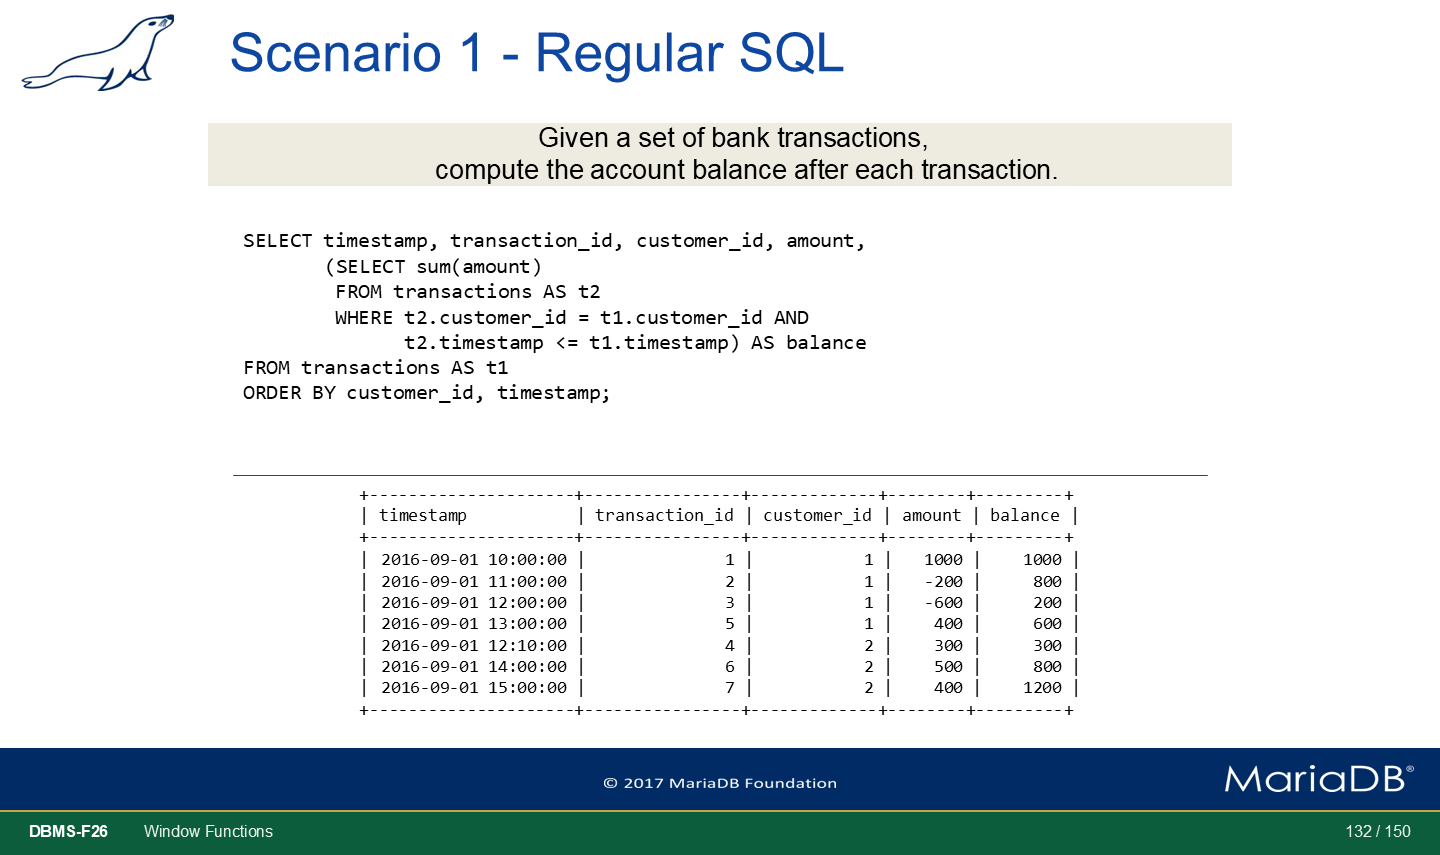 Scenario 1 - Regular SQL
Given a set of bank transactions,
compute the account balance after each transaction.
SELECT timestamp, transaction_id, customer_id, amount,
       (SELECT sum(amount)
        FROM transactions AS t2
        WHERE t2.customer_id = t1.customer_id AND
              t2.timestamp <= t1.timestamp) AS balance
FROM transactions AS t1
ORDER BY customer_id, timestamp;
+---------------------+----------------+-------------+--------+---------+
| timestamp           | transaction_id | customer_id | amount | balance |
+---------------------+----------------+-------------+--------+---------+
| 2016-09-01 10:00:00 |              1 |           1 |   1000 |    1000 |
| 2016-09-01 11:00:00 |              2 |           1 |   -200 |     800 |
| 2016-09-01 12:00:00 |              3 |           1 |   -600 |     200 |
| 2016-09-01 13:00:00 |              5 |           1 |    400 |     600 |
| 2016-09-01 12:10:00 |              4 |           2 |    300 |     300 |
| 2016-09-01 14:00:00 |              6 |           2 |    500 |     800 |
| 2016-09-01 15:00:00 |              7 |           2 |    400 |    1200 |
+---------------------+----------------+-------------+--------+---------+
© 2017 MariaDB Foundation
MariaDB®
DBMS-F26 Window Functions 132 / 150